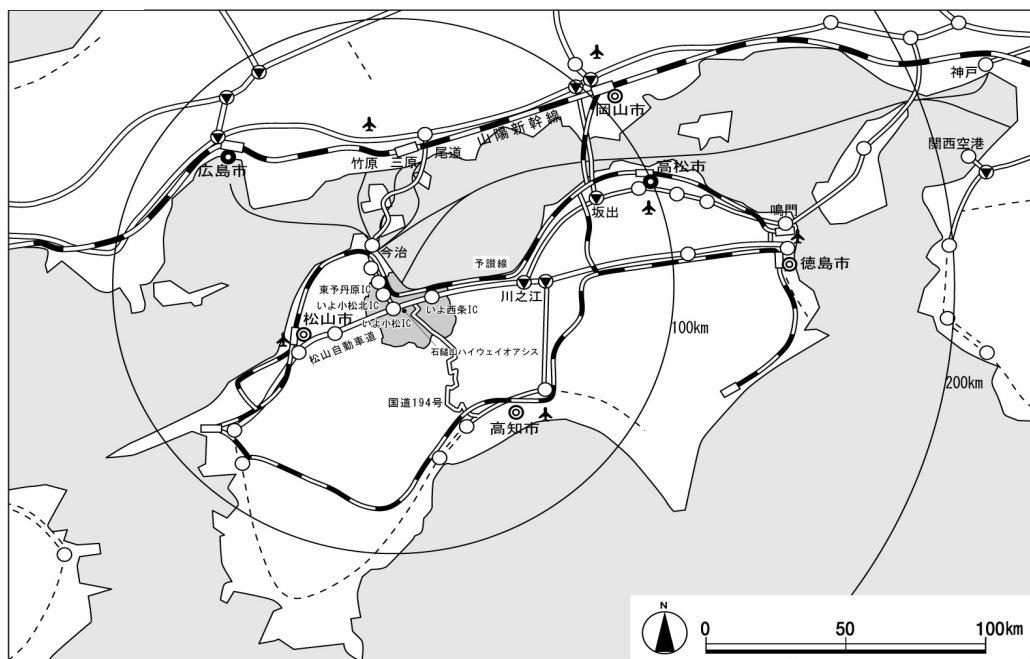 神戸
岡山市
山陽新幹線
関西空港
尾道
三原
竹原
広島市
高松市
坂出
鳴門
今治
予讃線
徳島市
東予丹原IC
いよ小松北IC
いよ西条IC
川之江
いよ小松IC
松山市
松山自動車道
100km
石鎚山ハイウェイオアシス
200km
国道194号
高知市
N
0 50 100km